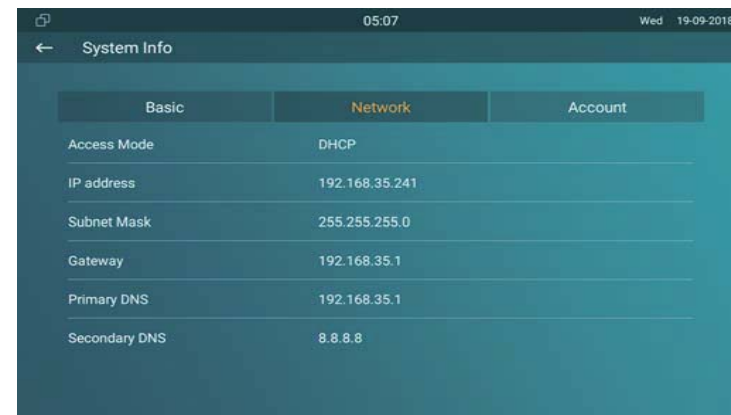 05:07 Wed 19-09-2018
← System Info
Basic Network Account
Access Mode DHCP
IP address 192.168.35.241
Subnet Mask 255.255.255.0
Gateway 192.168.35.1
Primary DNS 192.168.35.1
Secondary DNS 8.8.8.8